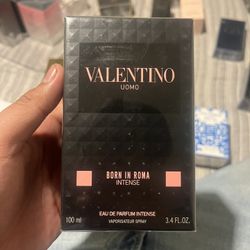 VALENTINO
UOMO
BORN IN ROMA
INTENSE
EAU DE PARFUM INTENSE
VAPORISATEUR SPRAY
100 ml
3.4 FL.OZ.